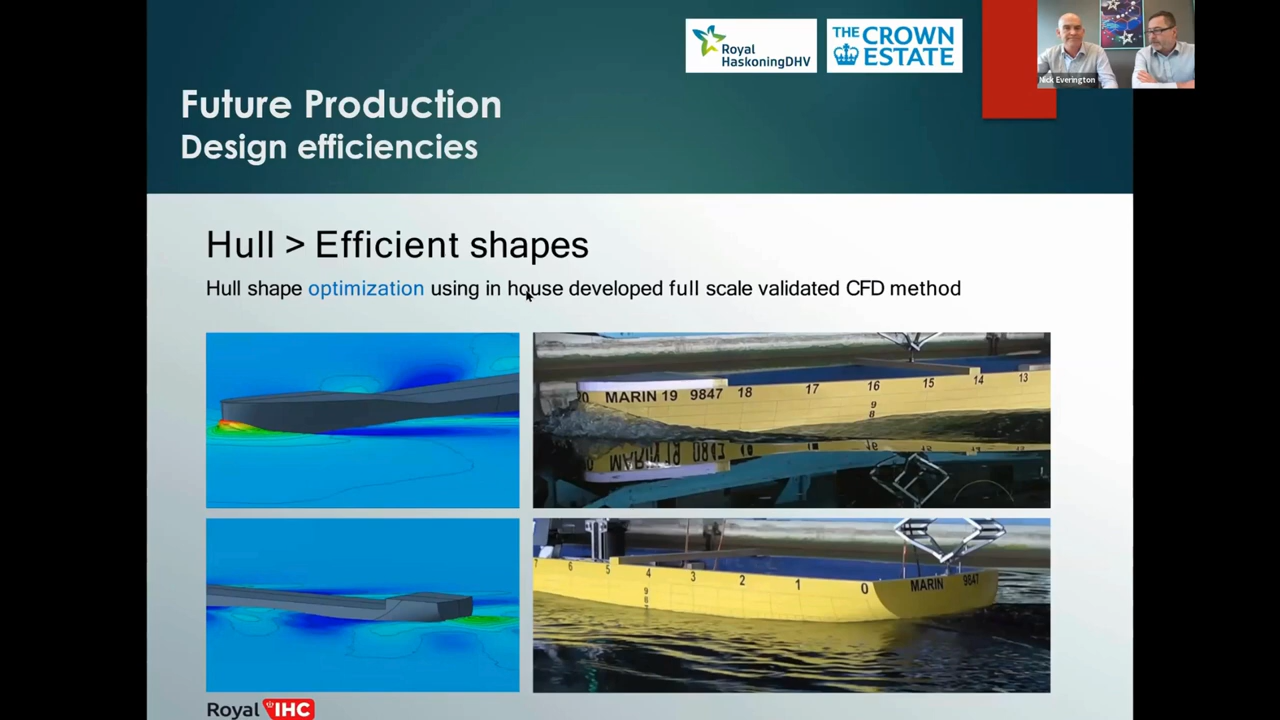 Royal
HaskoningDHV
THE CROWN
ESTATE
Nick Everington
Future Production
Design efficiencies
Hull > Efficient shapes
Hull shape optimization using in house developed full scale validated CFD method
MARIN 19 9847 18 17 16 15 14 13
9
8
7 6 5 4 3 2 1 0 MARIN 9847
9
8
Royal IHC